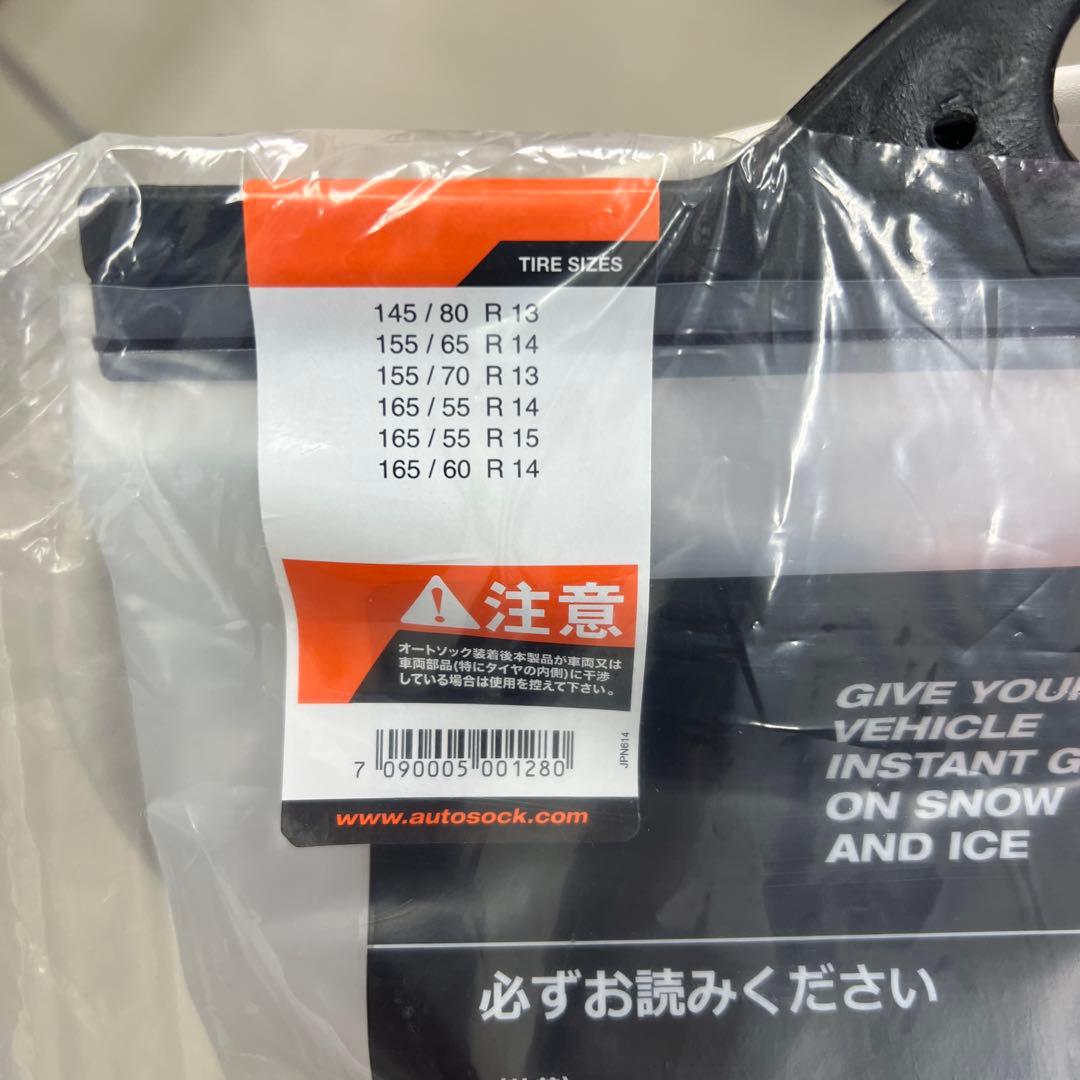 TIRE SIZES
145 / 80 R 13
155 / 65 R 14
155 / 70 R 13
165 / 55 R 14
165 / 55 R 15
165 / 60 R 14
注意
オートソック装着後本製品が車両又は
車両部品(特にタイヤの内側)に干渉
している場合は使用を控えて下さい。
JPN614
7 090005 001280
www.autosock.com
GIVE YOUR
VEHICLE
INSTANT G
ON SNOW
AND ICE
必ずお読みください